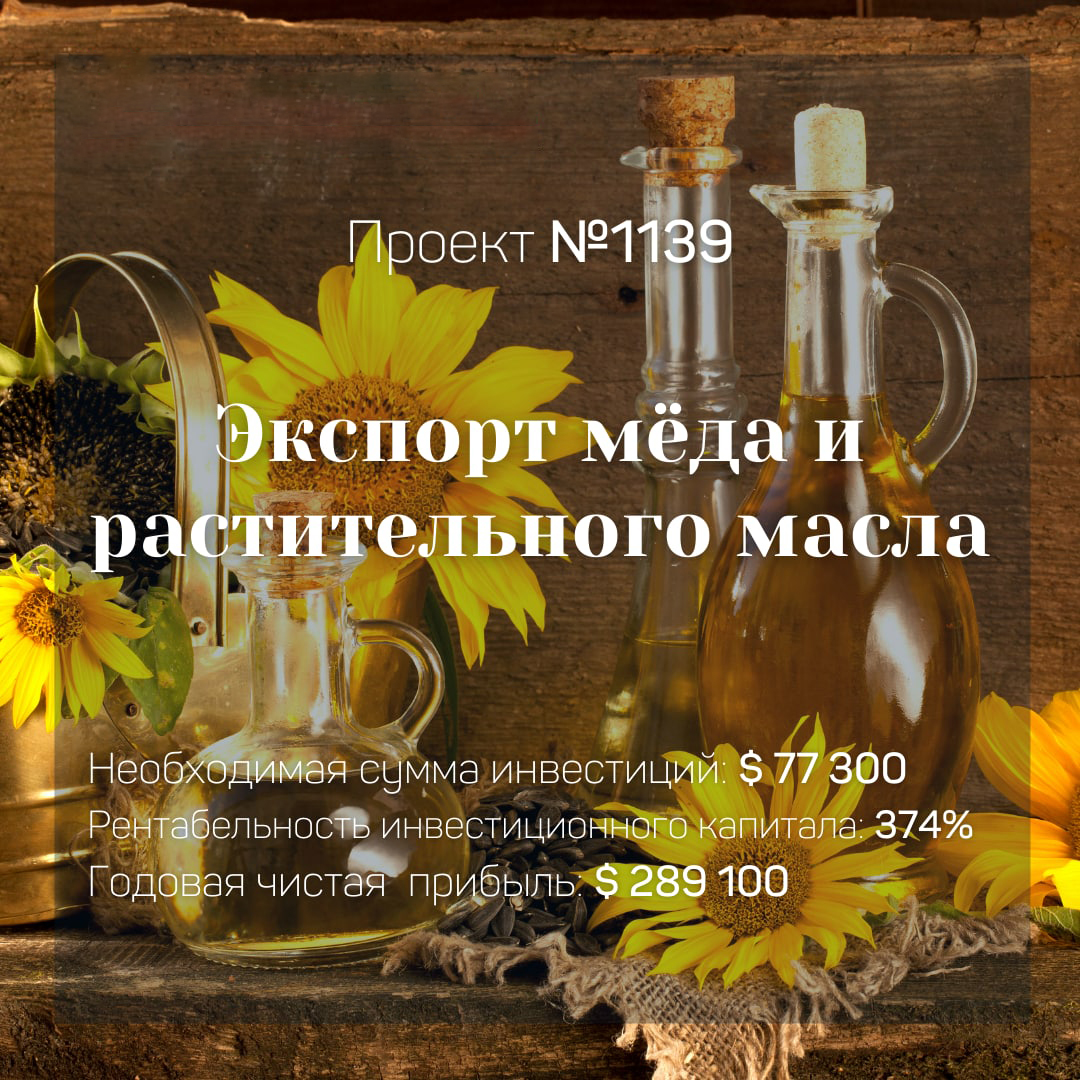 Проект №1139
Экспорт мёда и
растительного масла
Необходимая сумма инвестиций: $ 77 300
Рентабельность инвестиционного капитала: 374%
Годовая чистая прибыль: $ 289 100